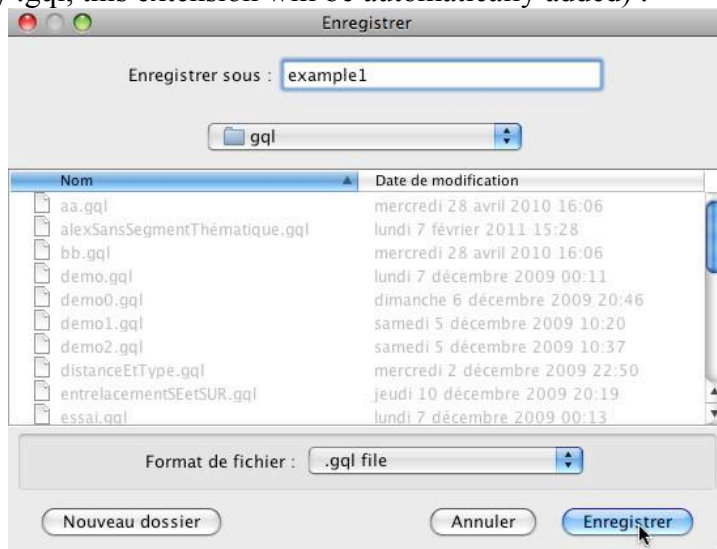 .gql, this extension will be automatically added) :
Enregistrer
Enregistrer sous : example1
gql
Nom Date de modification
aa.gql mercredi 28 avril 2010 16:06
alexSansSegmentThématique.gql lundi 7 février 2011 15:28
bb.gql mercredi 28 avril 2010 16:06
demo.gql lundi 7 décembre 2009 00:11
demo0.gql dimanche 6 décembre 2009 20:46
demo1.gql samedi 5 décembre 2009 10:20
demo2.gql samedi 5 décembre 2009 10:37
distanceEtType.gql mercredi 2 décembre 2009 22:50
entrelacementSEetSUR.gql jeudi 10 décembre 2009 20:19
essai.gql lundi 7 décembre 2009 00:13
Format de fichier : .gql file
Nouveau dossier Annuler Enregistrer